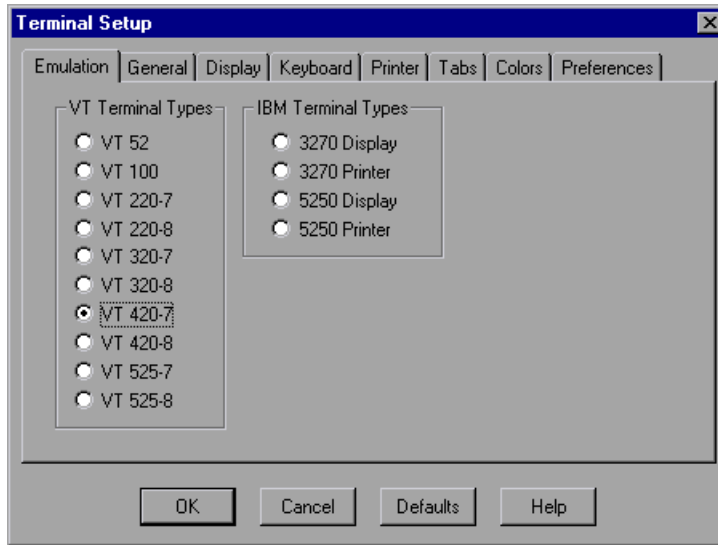 Terminal Setup
Emulation General Display Keyboard Printer Tabs Colors Preferences
VT Terminal Types
VT 52
VT 100
VT 220-7
VT 220-8
VT 320-7
VT 320-8
VT 420-7
VT 420-8
VT 525-7
VT 525-8
IBM Terminal Types
3270 Display
3270 Printer
5250 Display
5250 Printer
OK Cancel Defaults Help